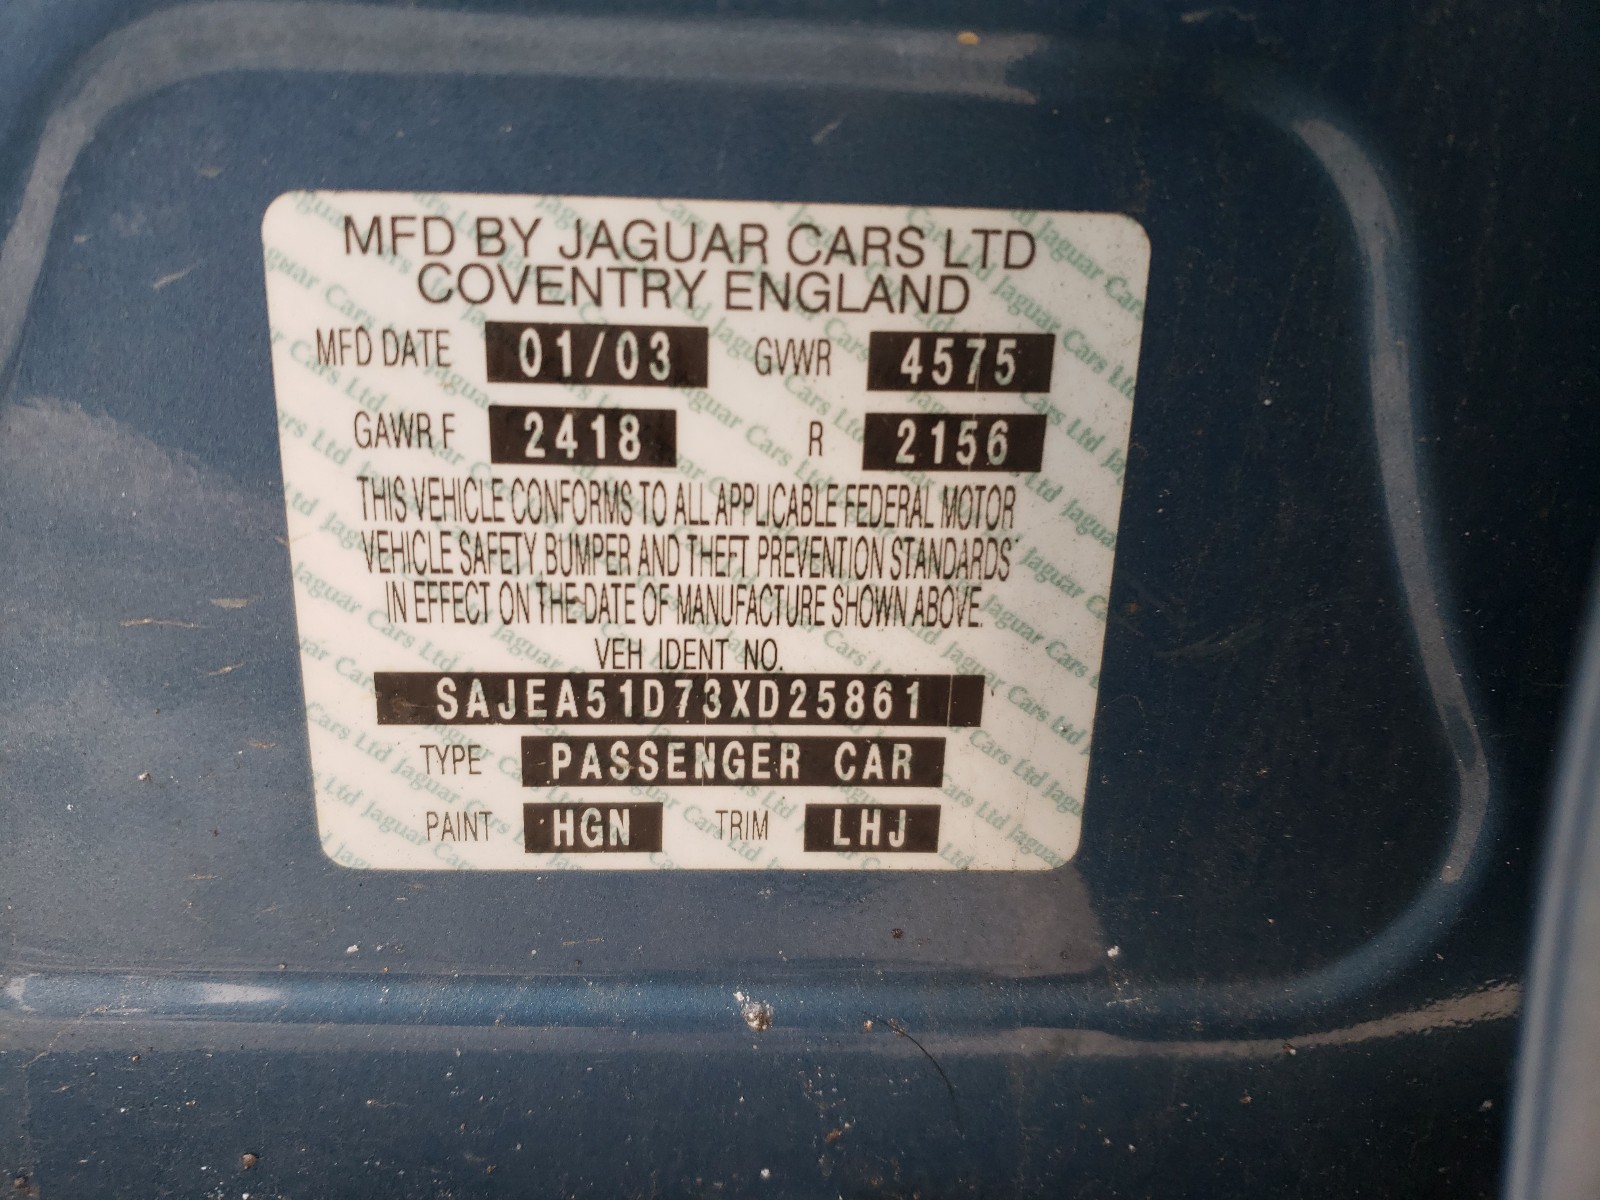 MFD BY JAGUAR CARS LTD
COVENTRY ENGLAND
MFD DATE 01/03 GVWR 4575
GAWR F 2418 R 2156
THIS VEHICLE CONFORMS TO ALL APPLICABLE FEDERAL MOTOR
VEHICLE SAFETY, BUMPER AND THEFT PREVENTION STANDARDS
IN EFFECT ON THE DATE OF MANUFACTURE SHOWN ABOVE.
VEH IDENT NO.
SAJEA51D73XD25861
TYPE PASSENGER CAR
PAINT HGN TRIM LHJ